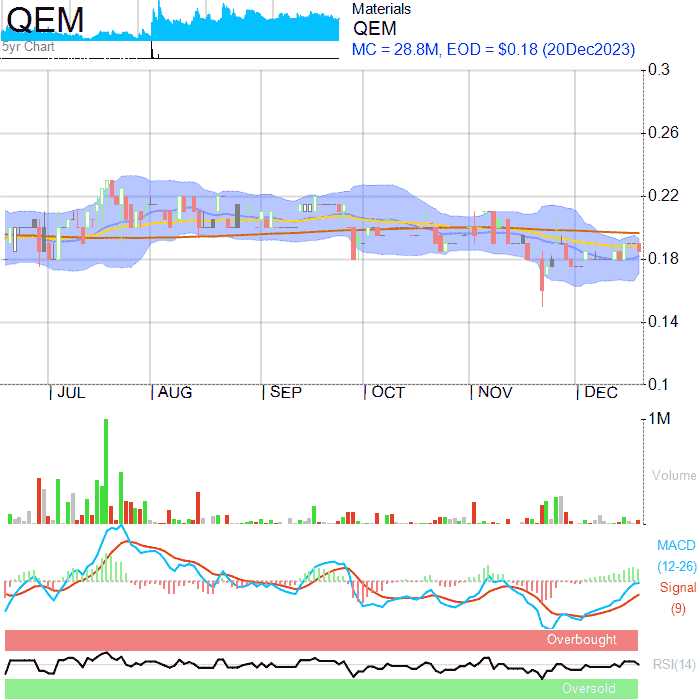 QEM
5yr Chart
Materials
QEM
MC = 28.8M, EOD = $0.18 (20Dec2023)
0.3
0.26
0.22
0.18
0.14
0.1
JUL AUG SEP OCT NOV DEC
1M
Volume
MACD
(12-26)
Signal
(9)
Overbought
RSI(14)
Oversold